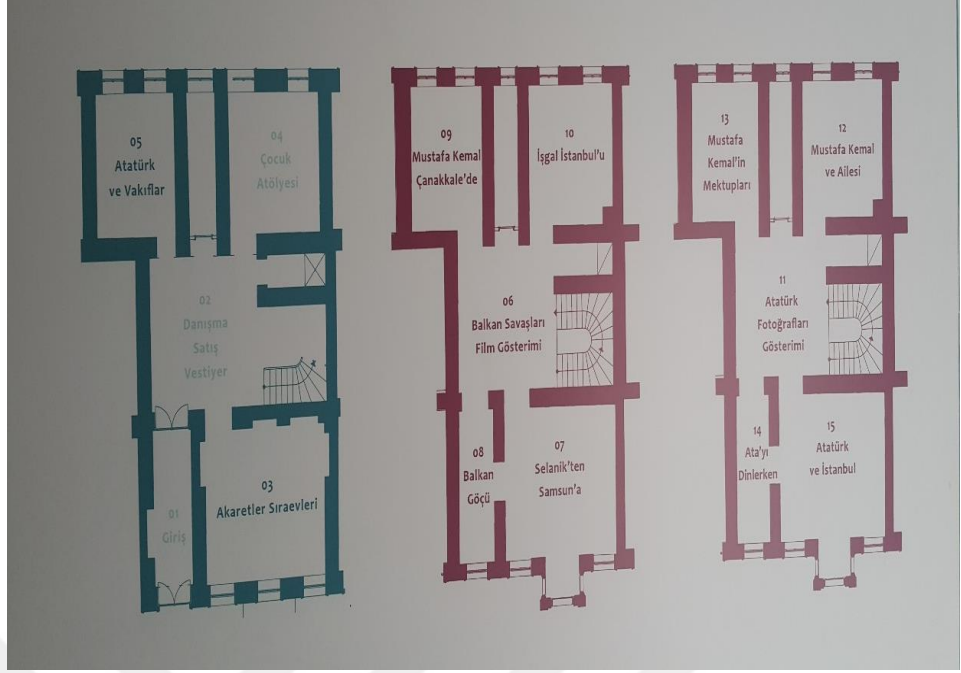 05
Atatürk
ve Vakıflar
04
Çocuk
Atölyesi
02
Danışma
Satış
Vestiyer
03
Akaretler Sıraevleri
01
Giriş
09
Mustafa Kemal
Çanakkale'de
10
İşgal İstanbul'u
06
Balkan Savaşları
Film Gösterimi
08
Balkan
Göçü
07
Selanik'ten
Samsun'a
13
Mustafa
Kemal'in
Mektupları
12
Mustafa Kemal
ve Ailesi
11
Atatürk
Fotoğrafları
Gösterimi
14
Ata'yı
Dinlerken
15
Atatürk
ve İstanbul